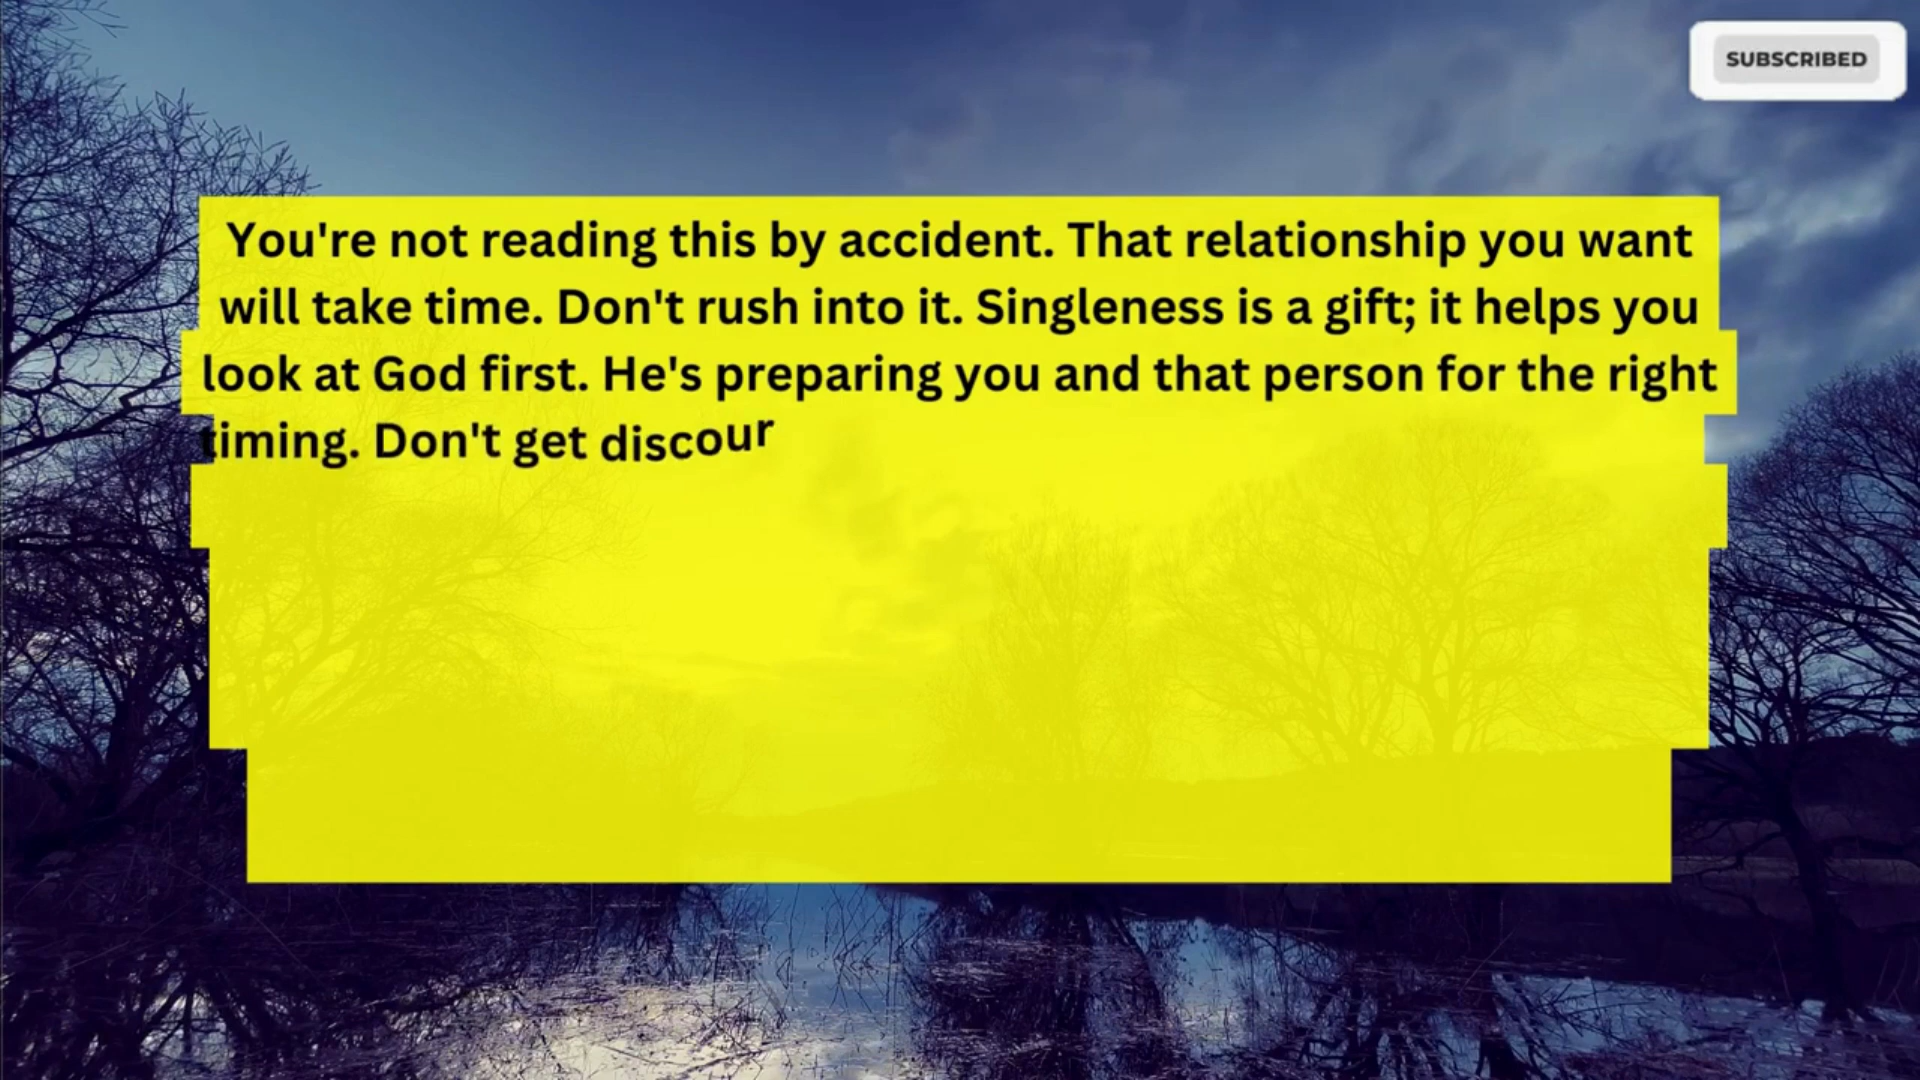 SUBSCRIBED
You're not reading this by accident. That relationship you want
will take time. Don't rush into it. Singleness is a gift; it helps you
look at God first. He's preparing you and that person for the right
timing. Don't get discour